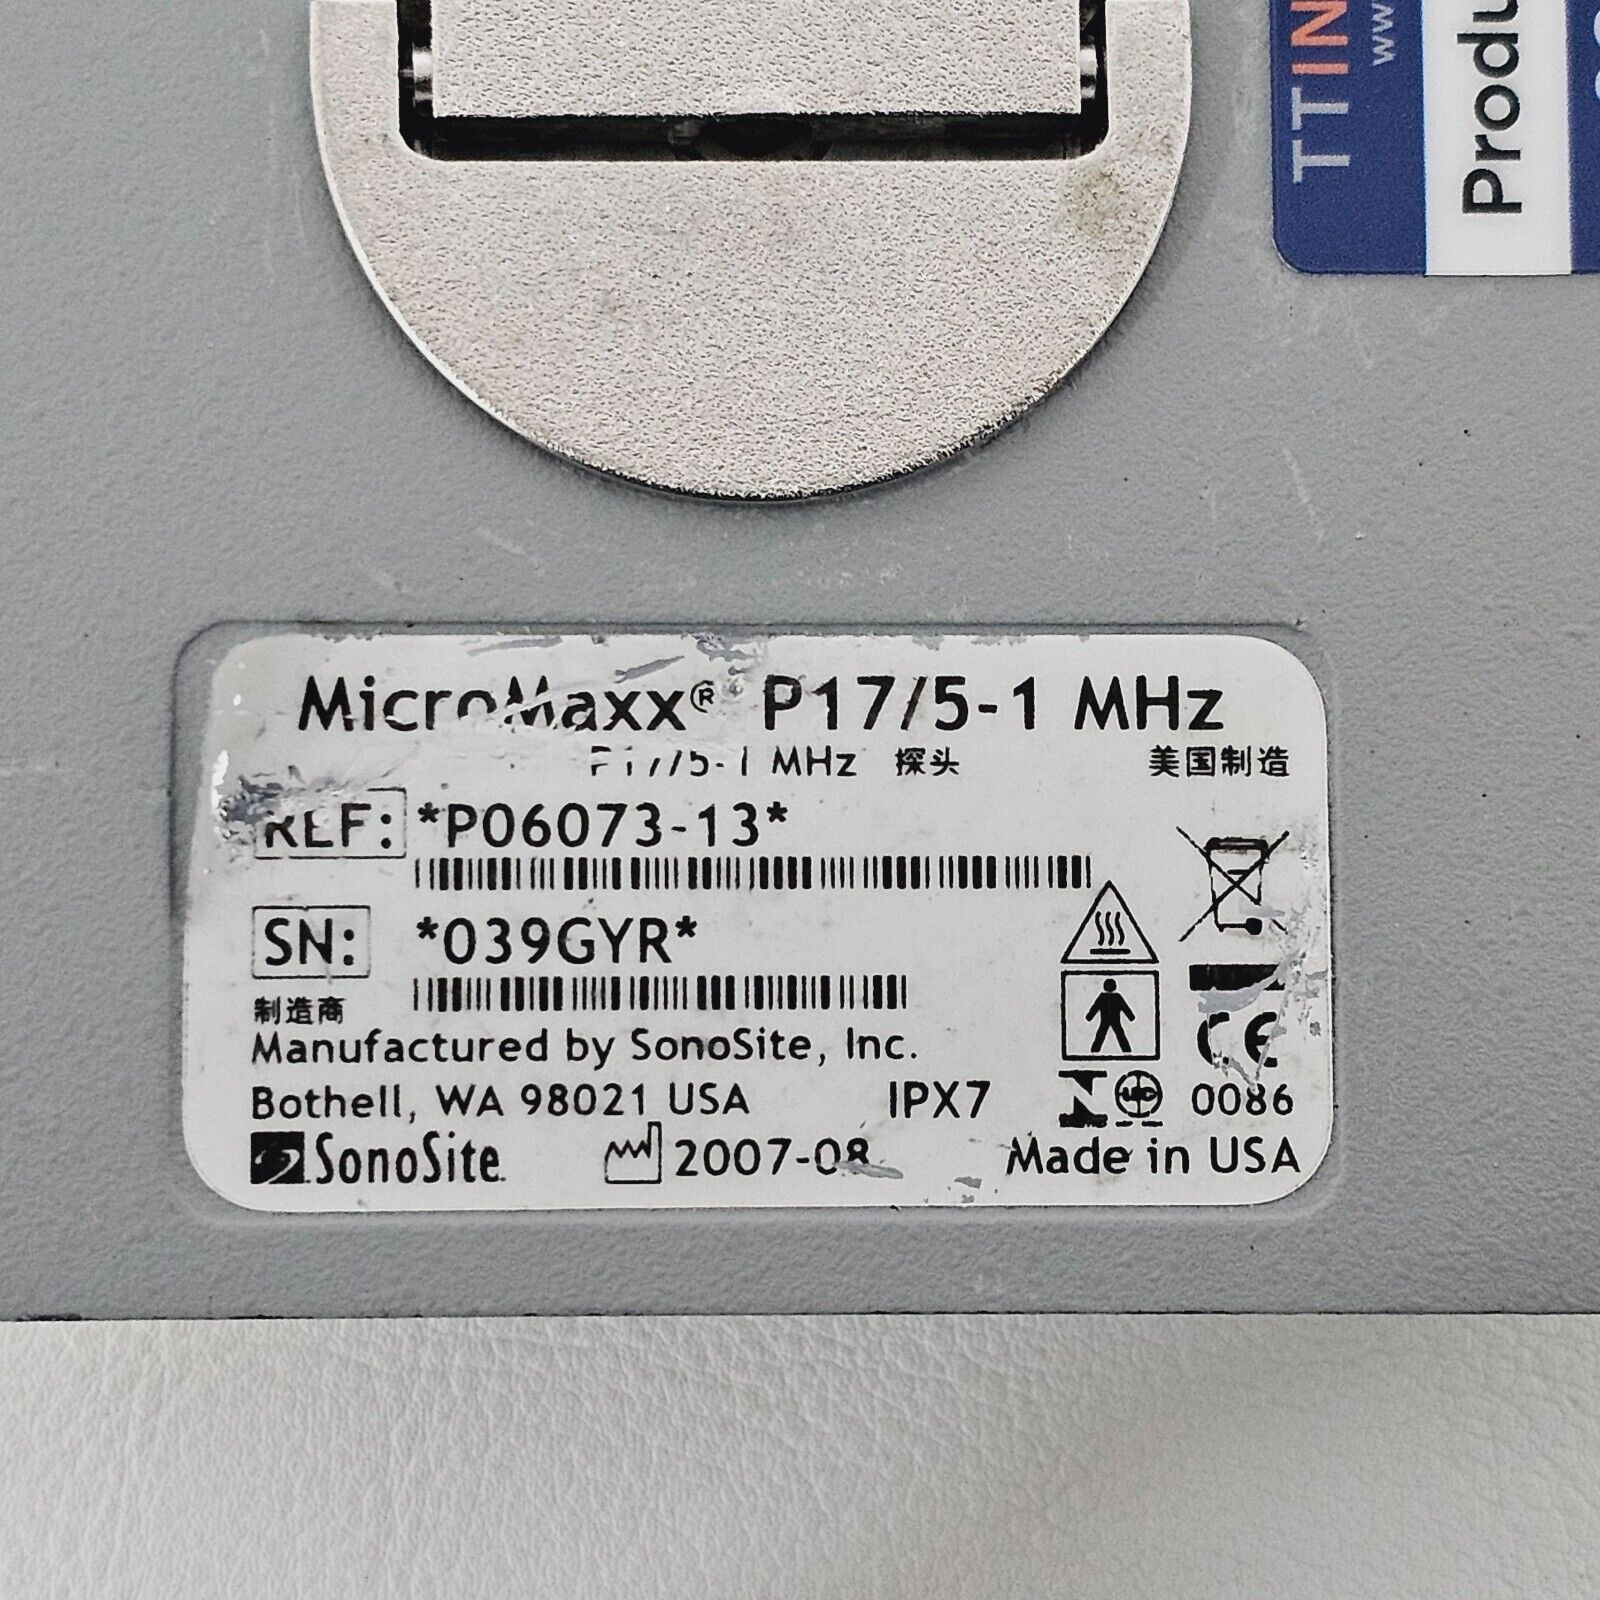 TTIN
www
Produ
MicroMaxx® P17/5-1 MHz
P17/5-1 MHz 探头 美国制造
REF: *P06073-13*
SN: *039GYR*
制造商
Manufactured by SonoSite, Inc.
Bothell, WA 98021 USA IPX7 0086
SonoSite 2007-08 Made in USA